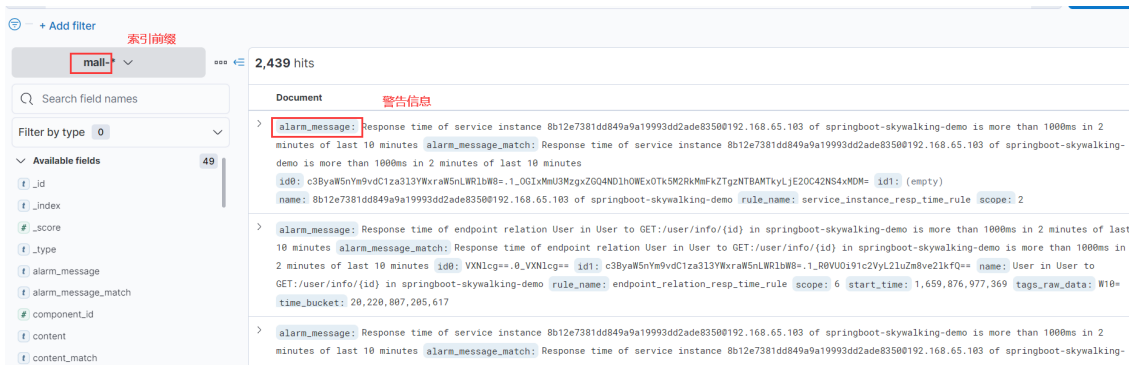 + Add filter
索引前缀
mall-*
2,439 hits
Search field names
Document
警告信息
Filter by type 0
alarm_message: Response time of service instance 8b12e7381dd849a9a19993dd2ade8350@192.168.65.103 of springboot-skywalking-demo is more than 1000ms in 2
minutes of last 10 minutes alarm_message_match: Response time of service instance 8b12e7381dd849a9a19993dd2ade8350@192.168.65.103 of springboot-skywalking-
demo is more than 1000ms in 2 minutes of last 10 minutes
id0: c3ByaW5nYm9vdC1za3l3YWxraW5nLWRlbW8=.1_OGIxMmU3MzgxZGQ4NDlhOWExOTk5M2RkMmFkZTgzNTBAMTkyLjE2OC42NS4xMDM= id1: (empty)
name: 8b12e7381dd849a9a19993dd2ade8350@192.168.65.103 of springboot-skywalking-demo rule_name: service_instance_resp_time_rule scope: 2
Available fields 49
_id
_index
_score
_type
alarm_message
alarm_message_match
component_id
content
content_match
alarm_message: Response time of endpoint relation User in User to GET:/user/info/{id} in springboot-skywalking-demo is more than 1000ms in 2 minutes of last
10 minutes alarm_message_match: Response time of endpoint relation User in User to GET:/user/info/{id} in springboot-skywalking-demo is more than 1000ms in
2 minutes of last 10 minutes id0: VXNlcg==.0_VXNlcg== id1: c3ByaW5nYm9vdC1za3l3YWxraW5nLWRlbW8=.1_R0VUOi91c2VyL2luZm8ve2lkfQ== name: User in User to
GET:/user/info/{id} in springboot-skywalking-demo rule_name: endpoint_relation_resp_time_rule scope: 6 start_time: 1,659,876,977,369 tags_raw_data: W10=
time_bucket: 20,220,807,205,617
alarm_message: Response time of service instance 8b12e7381dd849a9a19993dd2ade8350@192.168.65.103 of springboot-skywalking-demo is more than 1000ms in 2
minutes of last 10 minutes alarm_message_match: Response time of service instance 8b12e7381dd849a9a19993dd2ade8350@192.168.65.103 of springboot-skywalking-